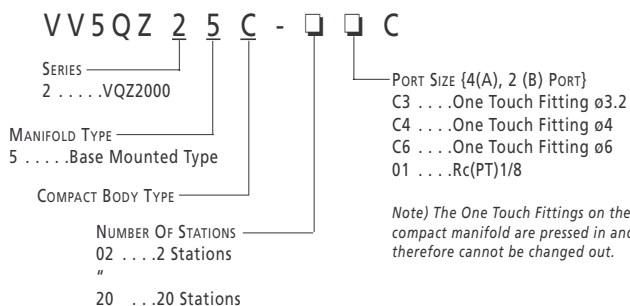 VV5QZ 2 5 C - ❏ ❏ C
SERIES
2 . . . . .VQZ2000
MANIFOLD TYPE
5 . . . . .Base Mounted Type
COMPACT BODY TYPE
NUMBER OF STATIONS
02 . . . .2 Stations
"
20 . . .20 Stations
PORT SIZE {4(A), 2 (B) PORT}
C3 . . . .One Touch Fitting ø3.2
C4 . . . .One Touch Fitting ø4
C6 . . . .One Touch Fitting ø6
01 . . . .Rc(PT)1/8
Note) The One Touch Fittings on the
compact manifold are pressed in and
therefore cannot be changed out.